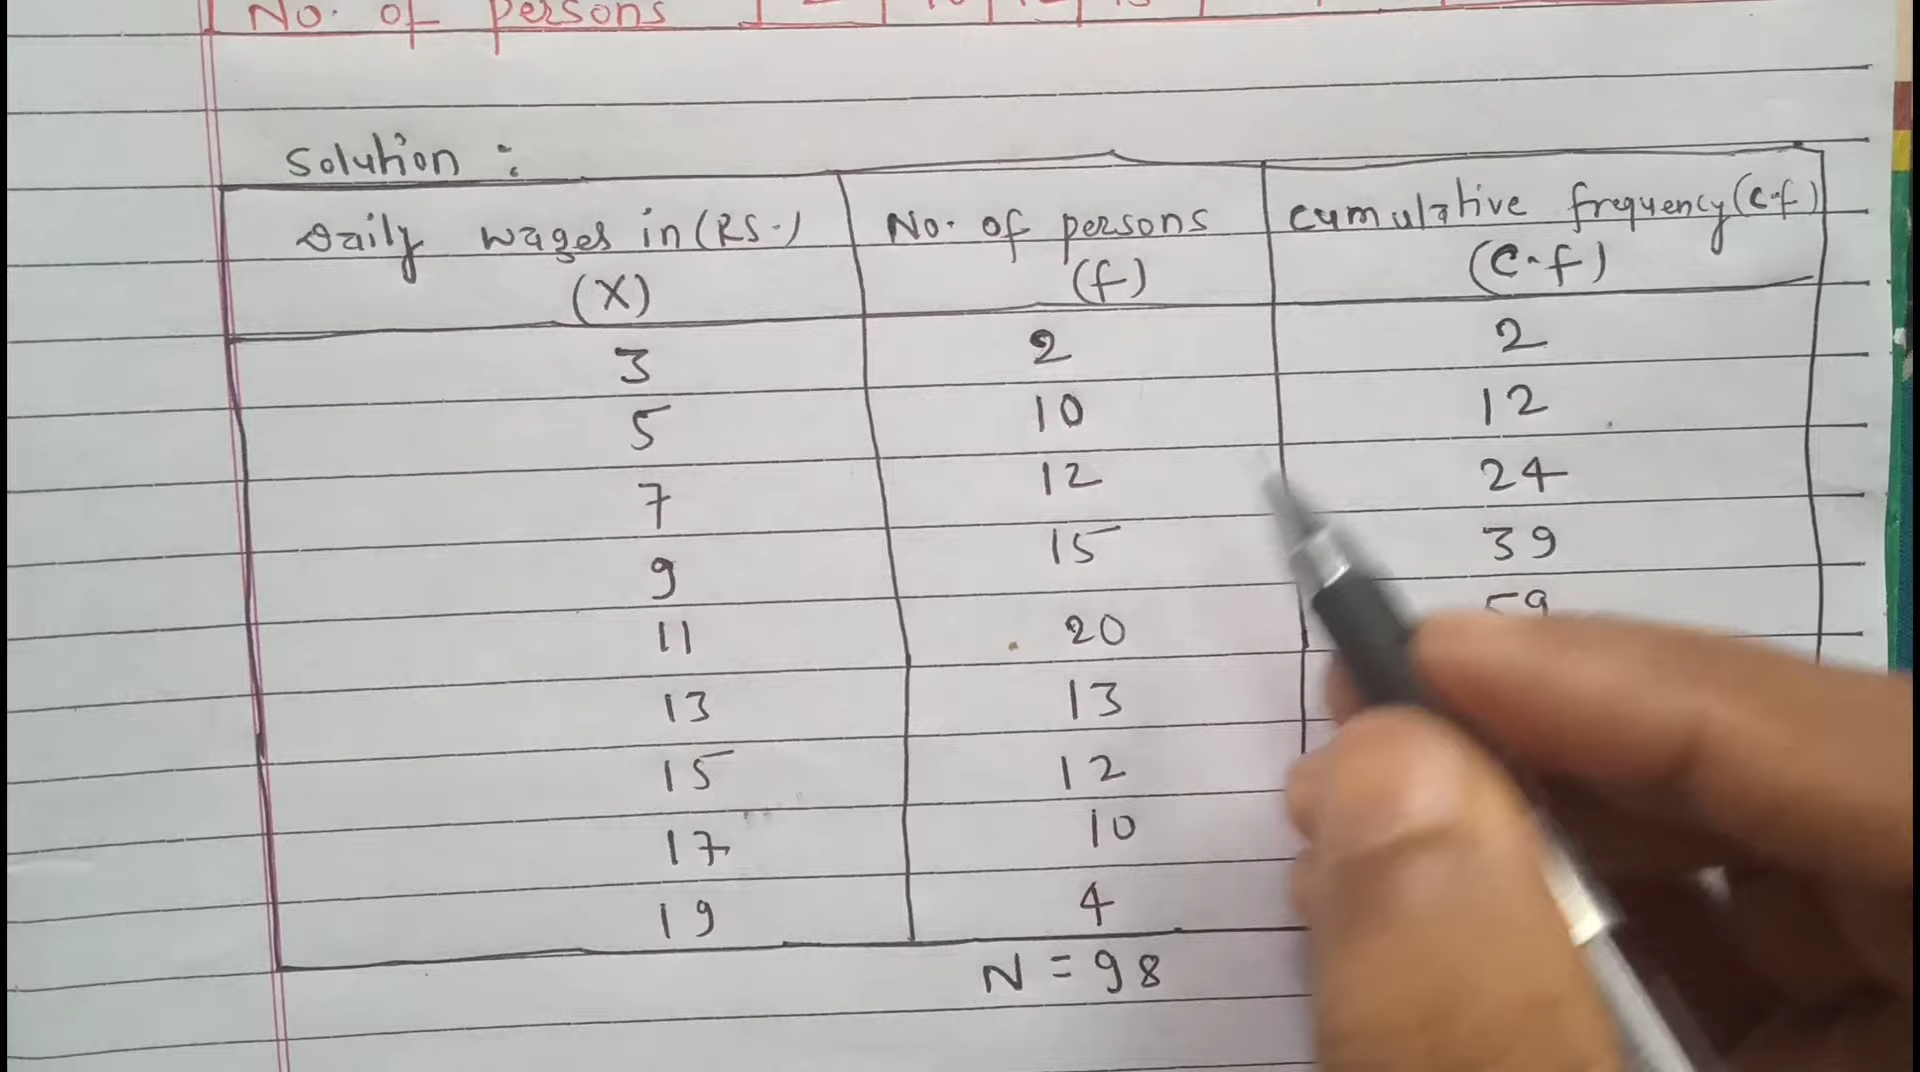 No. of persons
Solution :
Daily wages in (RS.) No. of persons cumulative frequency (c.f)
(X) (f) (c.f)
3 2 2
5 10 12
7 12 24
9 15 39
11 20 59
13 13
15 12
17 10
19 4
N = 98